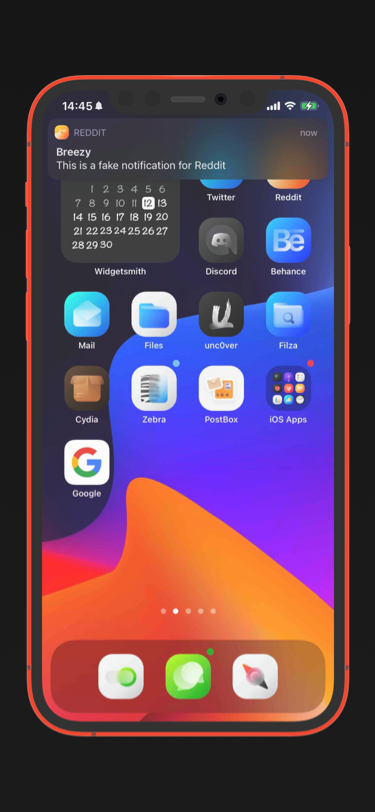 14:45
REDDIT
now
Breezy
This is a fake notification for Reddit
1 2 3 4 5 6
7 8 9 10 11 12 13
14 15 16 17 18 19 20
21 22 23 24 25 26 27
28 29 30
Widgetsmith
Twitter
Reddit
Bē
Discord
Behance
Mail
Files
unc0ver
Filza
Cydia
Zebra
PostBox
iOS Apps
G
Google